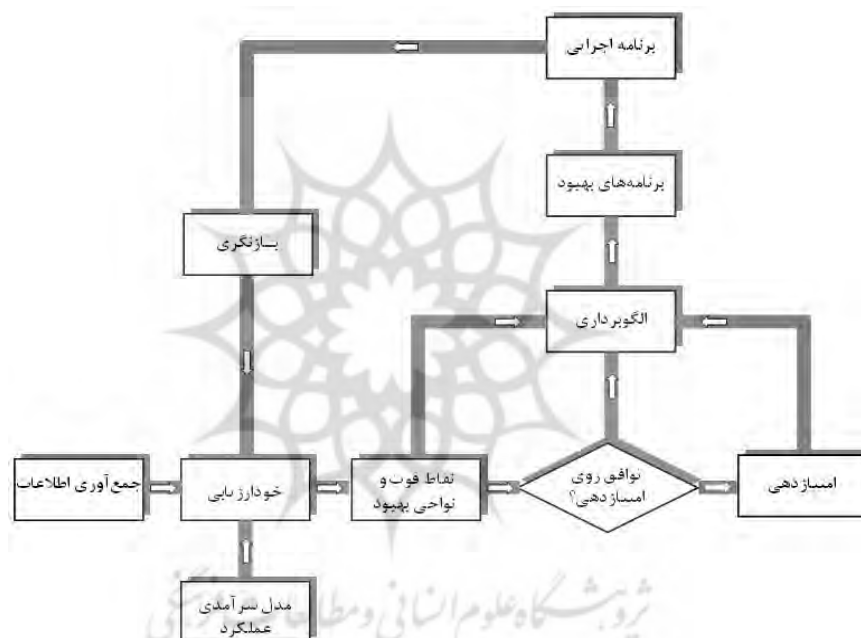 برنامه اجرایی
برنامه‌های بهبود
بازنگری
الگوبرداری
جمع‌آوری اطلاعات
خودارزیابی
نقاط قوت و
نواحی بهبود
توافق روی
امتیازدهی؟
امتیازدهی
مدل سرآمدی
عملکرد
پژوهشگاه علوم انسانی و مطالعات فرهنگی